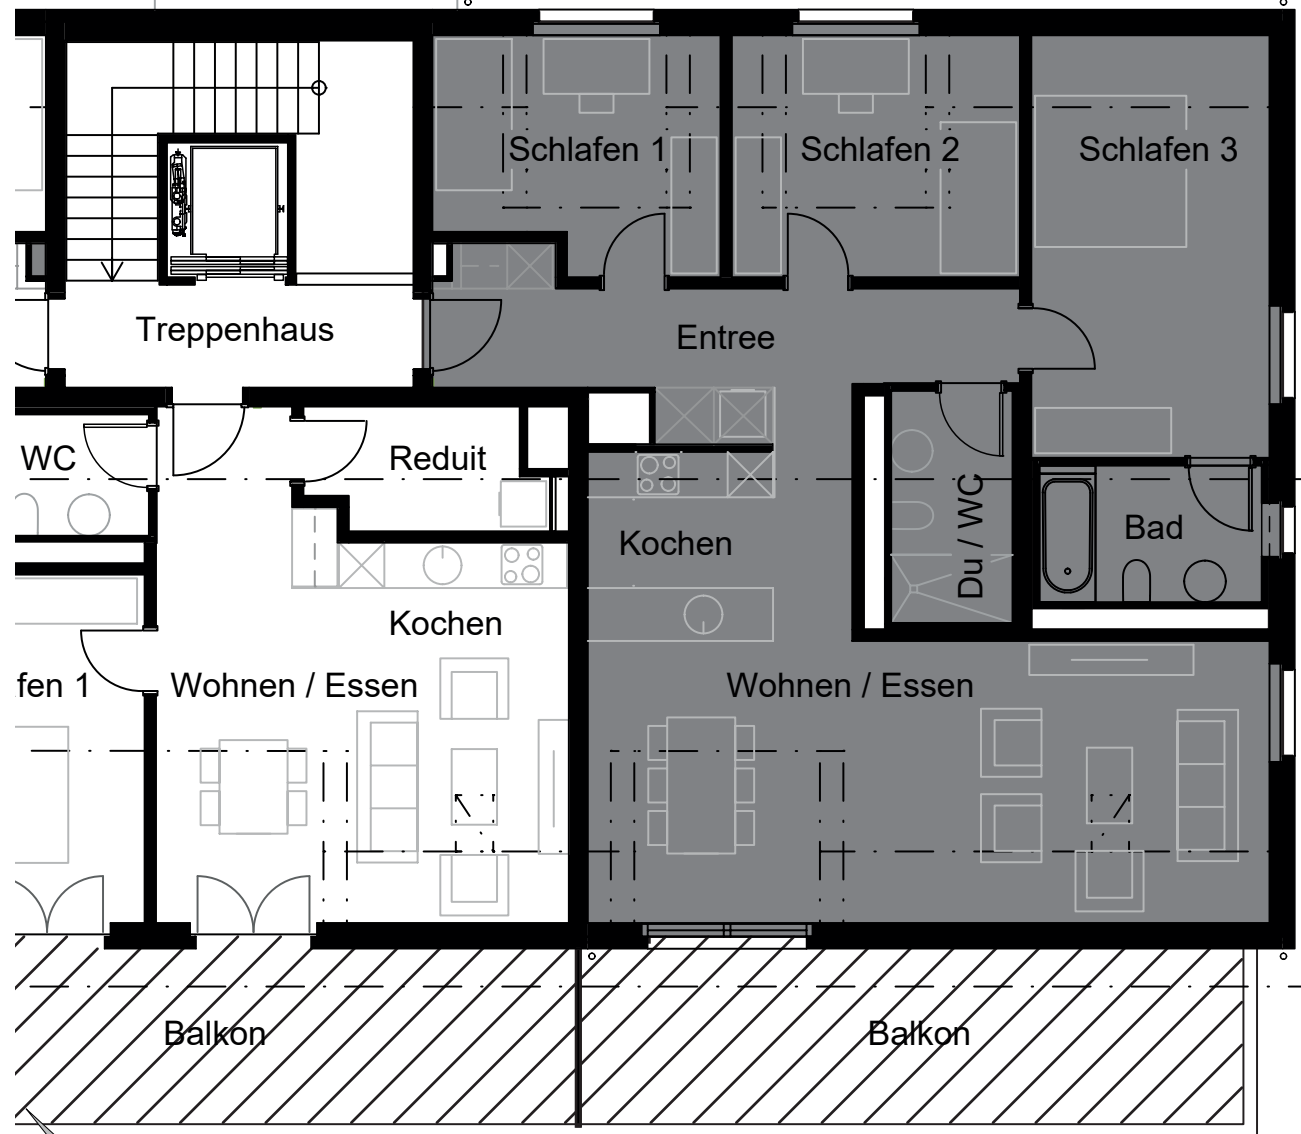 Schlafen 1
Schlafen 2
Schlafen 3
Treppenhaus
Entree
WC
Reduit
Kochen
Du / WC
Bad
Kochen
fen 1
Wohnen / Essen
Wohnen / Essen
Balkon
Balkon